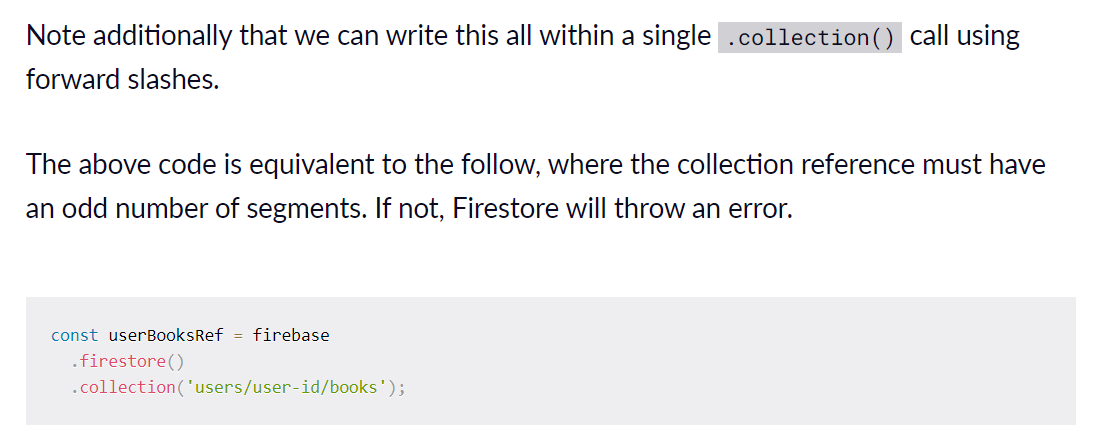 Note additionally that we can write this all within a single .collection() call using
forward slashes.
The above code is equivalent to the follow, where the collection reference must have
an odd number of segments. If not, Firestore will throw an error.
const userBooksRef = firebase
.firestore()
.collection('users/user-id/books');